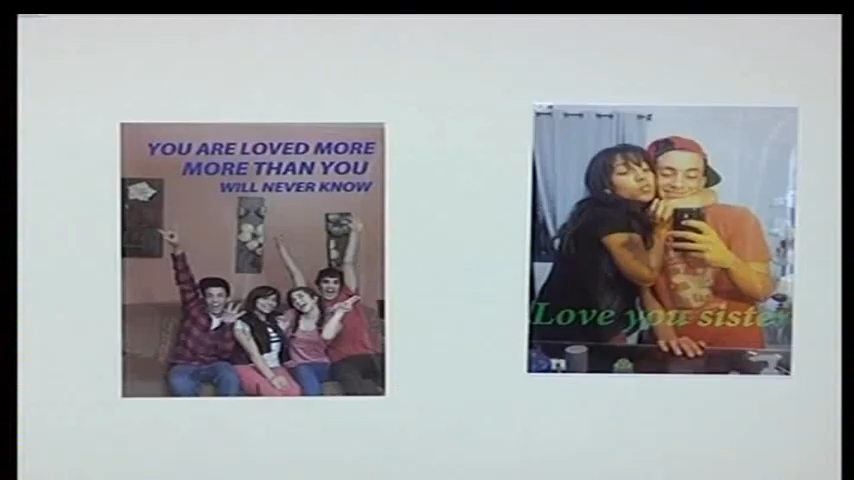 YOU ARE LOVED MORE
MORE THAN YOU
WILL NEVER KNOW
Love you sister